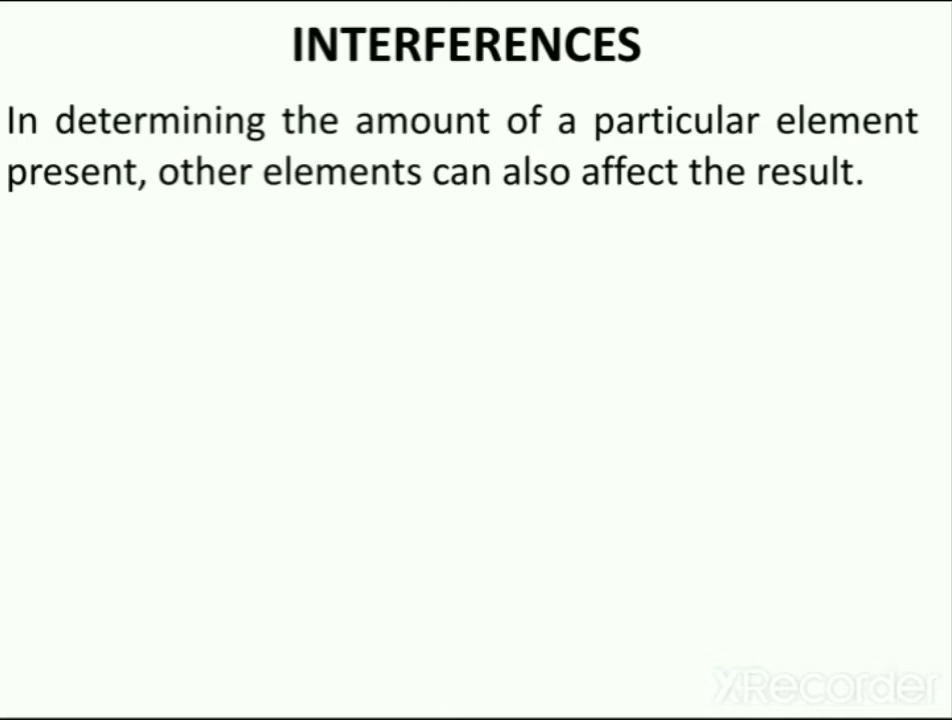 INTERFERENCES
In determining the amount of a particular element
present, other elements can also affect the result.
XRecorder